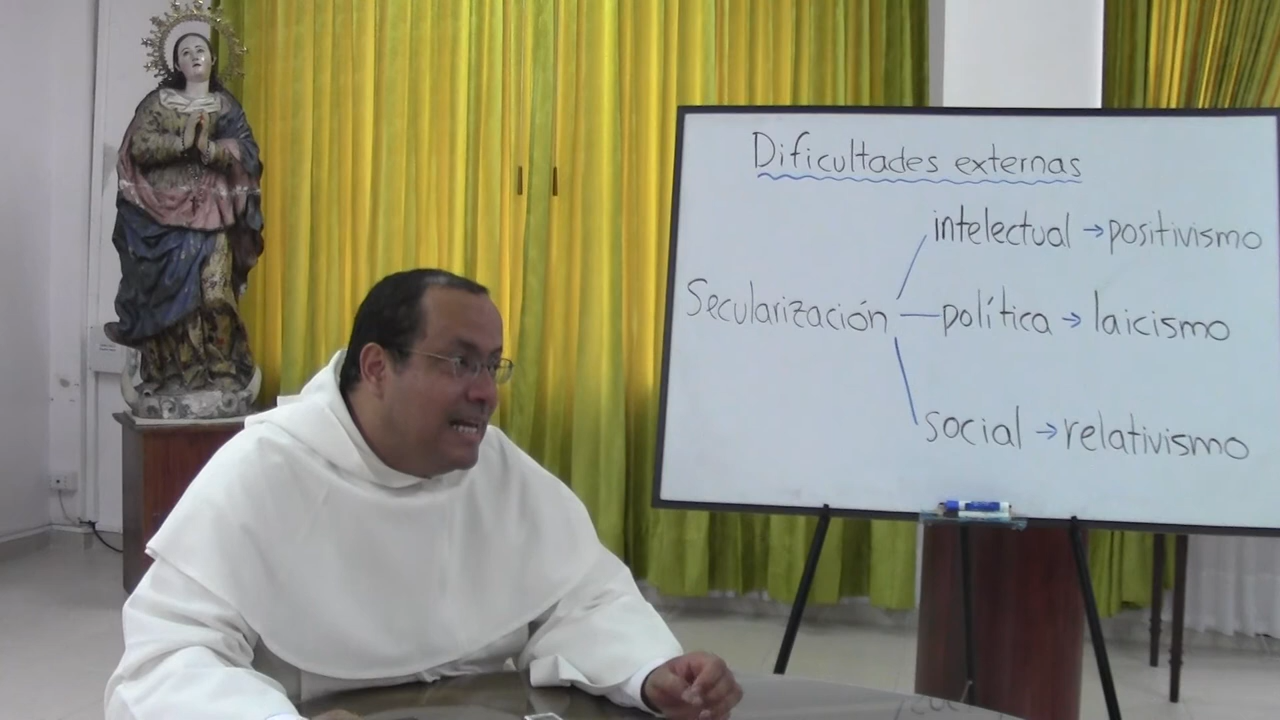 Dificultades externas
intelectual → positivismo
Secularización — política → laicismo
social → relativismo